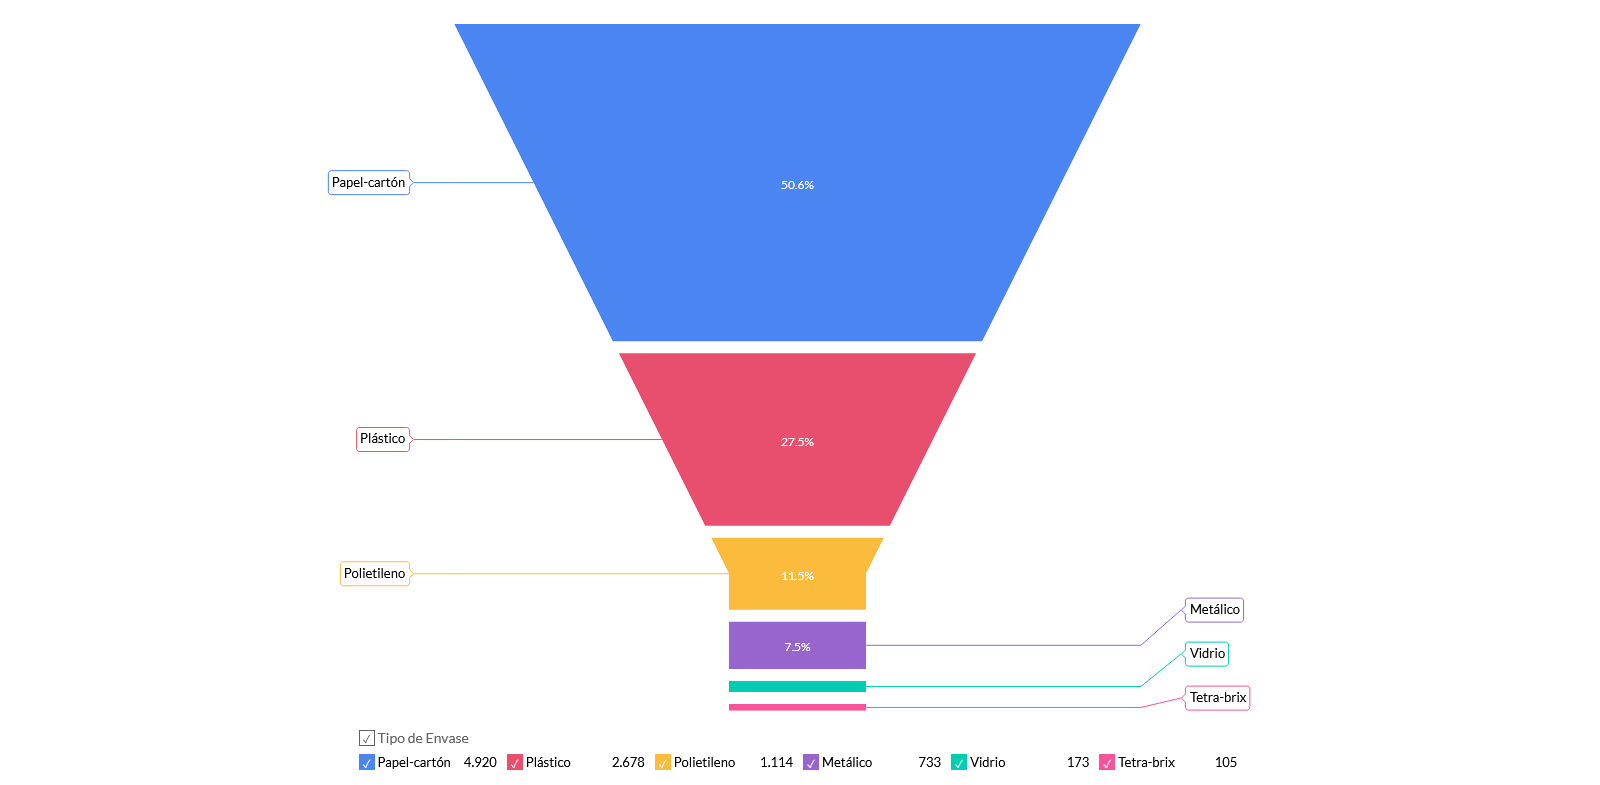 50.6%
Papel-cartón
27.5%
Plástico
11.5%
Polietileno
7.5%
Metálico
Vidrio
Tetra-brix
Tipo de Envase
Papel-cartón 4.920 Plástico 2.678 Polietileno 1.114 Metálico 733 Vidrio 173 Tetra-brix 105